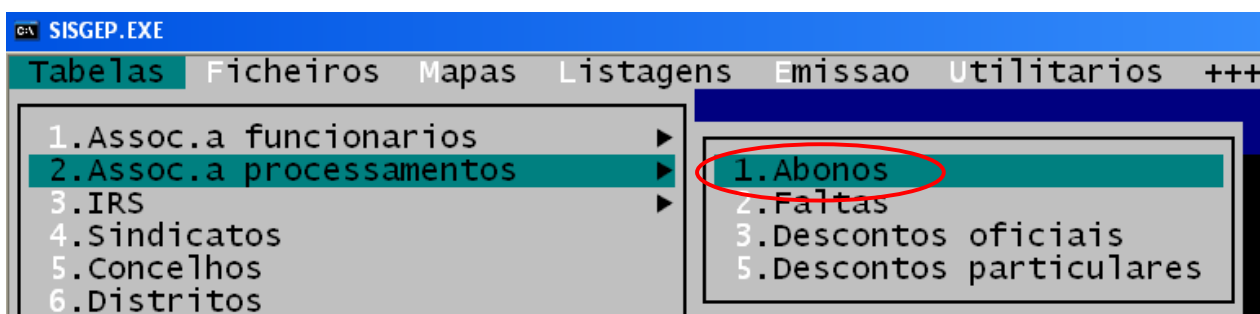 SISGEP.EXE
Tabelas Ficheiros Mapas Listagens Emissao Utilitarios +++
1.Assoc.a funcionarios
2.Assoc.a processamentos
3.IRS
4.Sindicatos
5.Concelhos
6.Distritos
1.Abonos
2.Faltas
3.Descontos oficiais
5.Descontos particulares